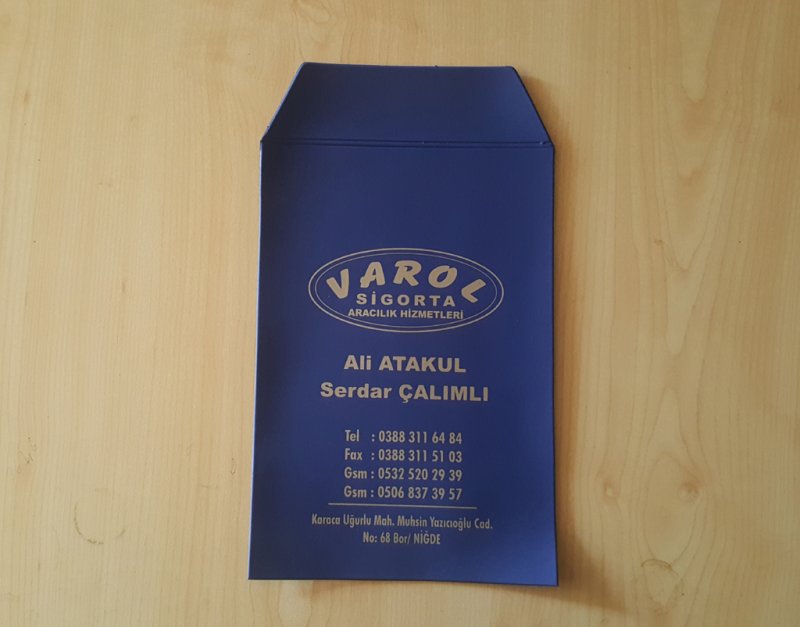 VAROL
SİGORTA
ARACILIK HİZMETLERİ
Ali ATAKUL
Serdar ÇALIMLI
Tel : 0388 311 64 84
Fax : 0388 311 51 03
Gsm : 0532 520 29 39
Gsm : 0506 837 39 57
Karaca Uğurlu Mah. Muhsin Yazıcıoğlu Cad.
No: 68 Bor/ NİĞDE